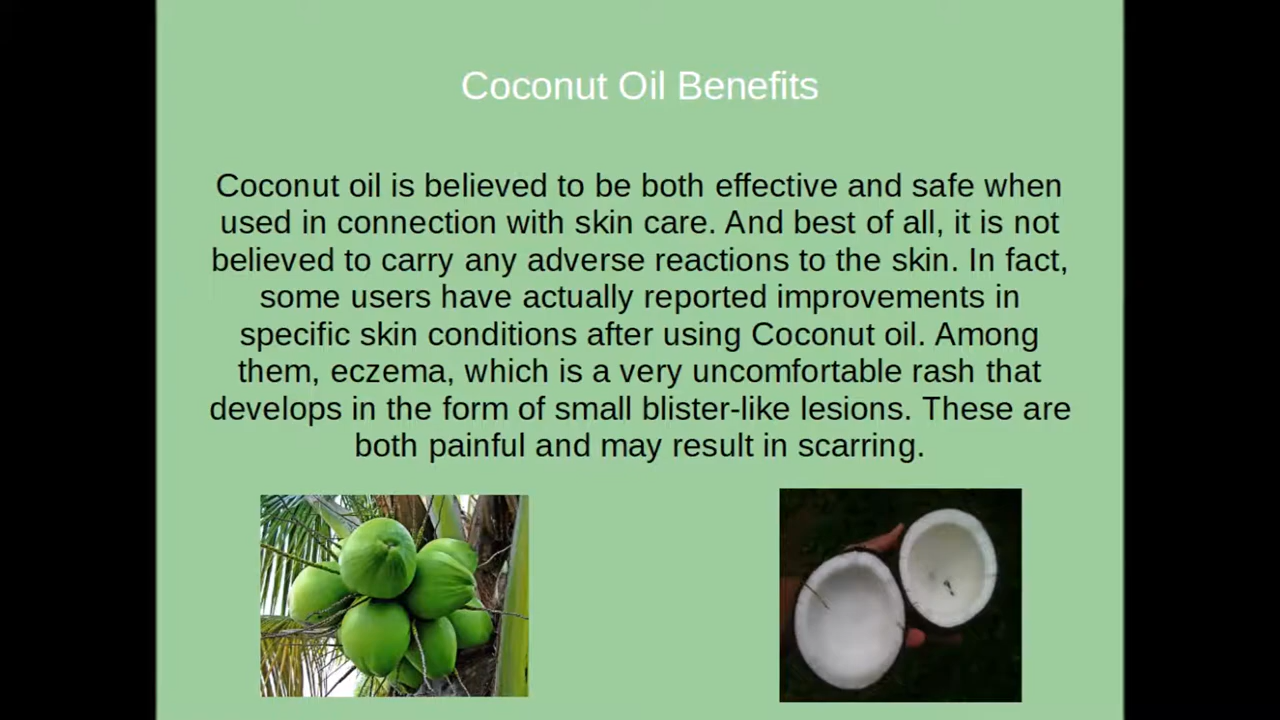 Coconut Oil Benefits
Coconut oil is believed to be both effective and safe when
used in connection with skin care. And best of all, it is not
believed to carry any adverse reactions to the skin. In fact,
some users have actually reported improvements in
specific skin conditions after using Coconut oil. Among
them, eczema, which is a very uncomfortable rash that
develops in the form of small blister-like lesions. These are
both painful and may result in scarring.